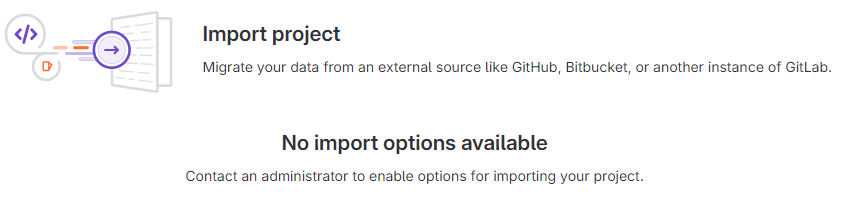 Import project
Migrate your data from an external source like GitHub, Bitbucket, or another instance of GitLab.
No import options available
Contact an administrator to enable options for importing your project.